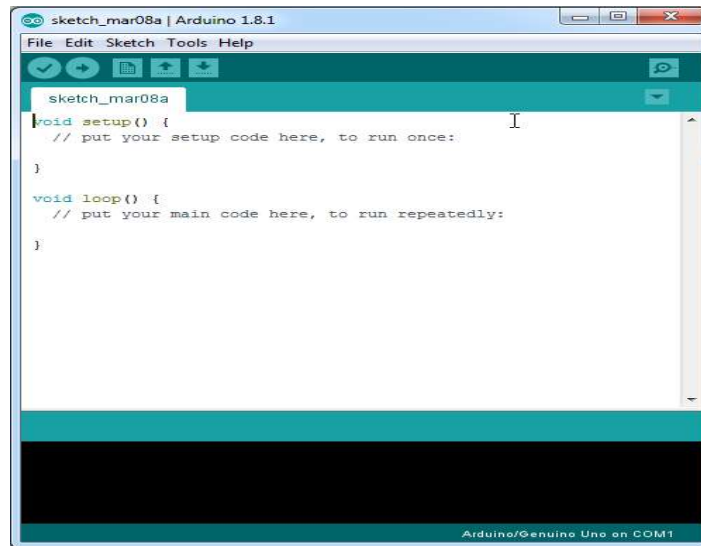 sketch_mar08a | Arduino 1.8.1
File Edit Sketch Tools Help
sketch_mar08a
void setup() {
// put your setup code here, to run once:
}
void loop() {
// put your main code here, to run repeatedly:
}
Arduino/Genuino Uno on COM1